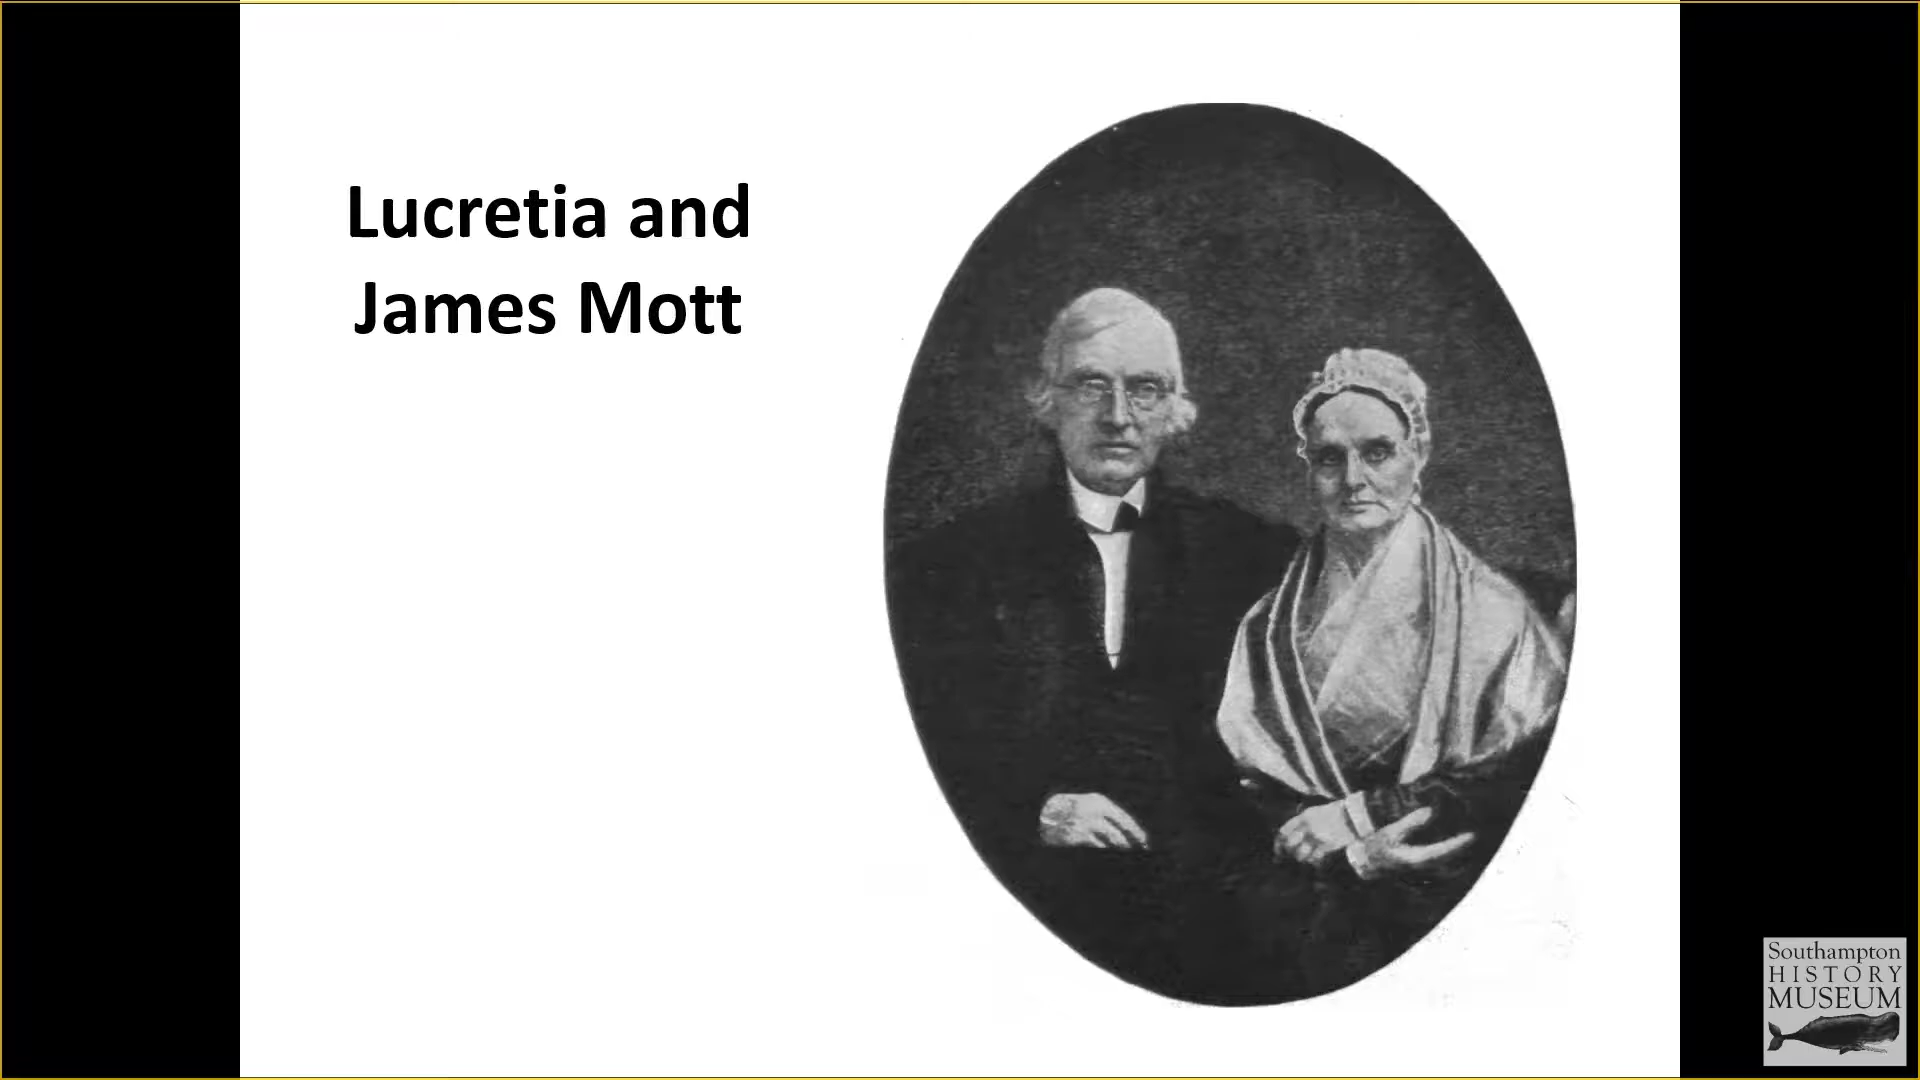 Lucretia and
James Mott
Southampton
HISTORY
MUSEUM